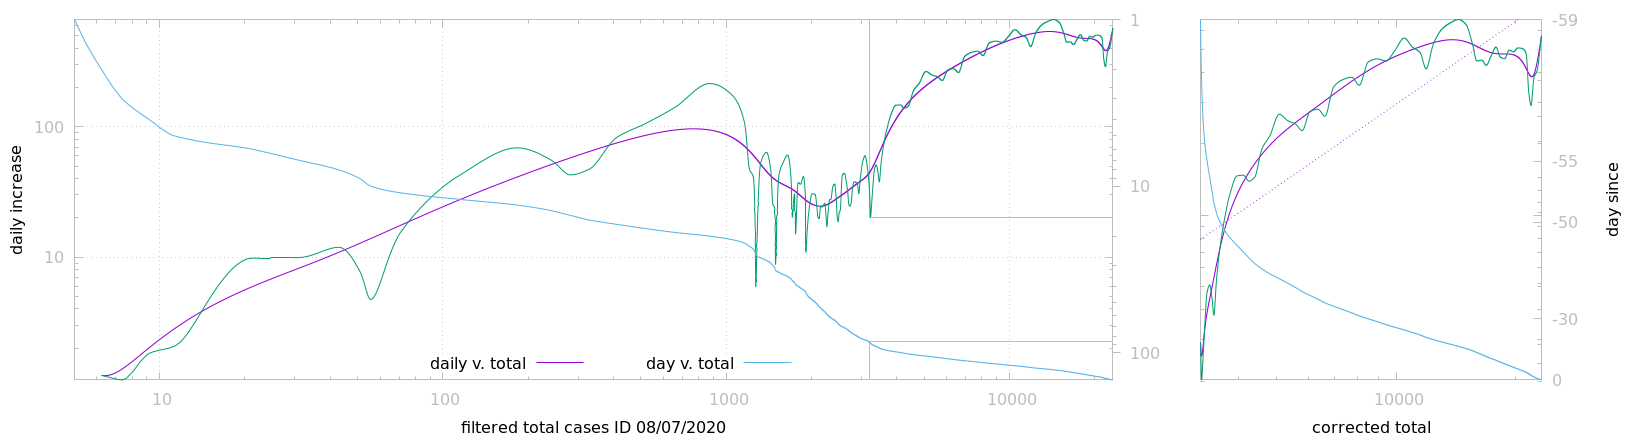 daily increase
100
10
10
100
1000
10000
1
10
100
daily v. total
day v. total
filtered total cases ID 08/07/2020
-59
-55
-50
-30
0
day since
10000
corrected total